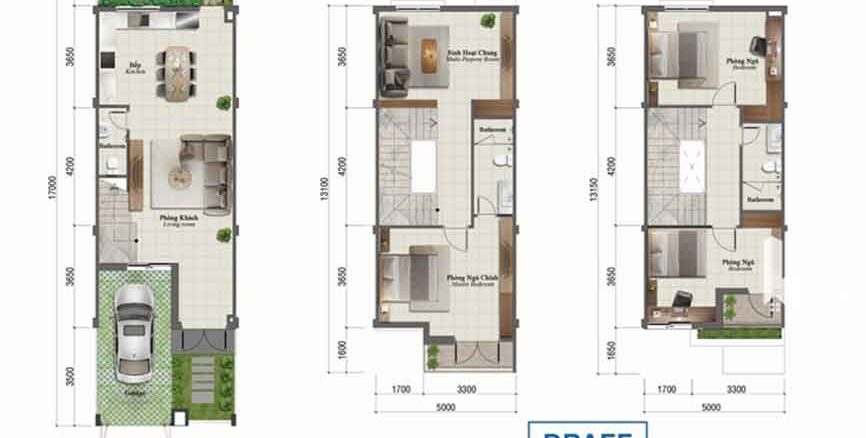 3650
Bếp
Kitchen
4200
17000
Bathroom
Phòng Khách
Living room
3650
3500
Garage
3650
Sinh Hoạt Chung
Multi-Purpose Room
4200
13100
Bathroom
3650
Phòng Ngủ Chính
Master Bedroom
1600
1700
3300
5000
3650
Phòng Ngủ
Bedroom
4200
13150
Bathroom
3650
Phòng Ngủ
Bedroom
1650
1700
3300
5000